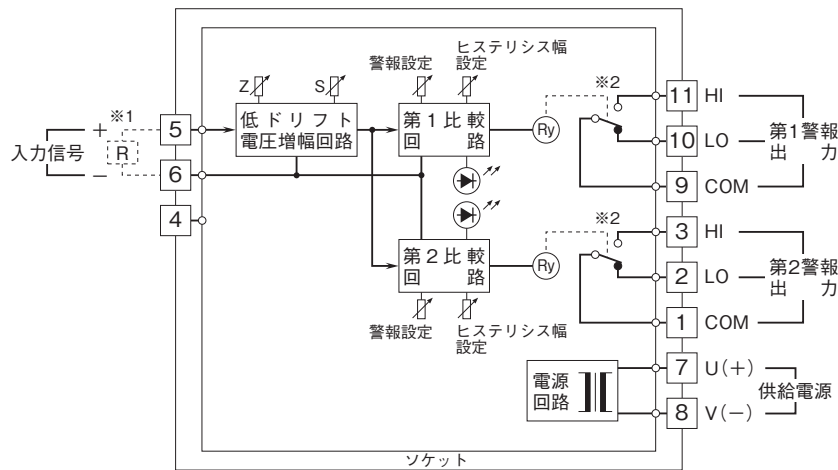 警報設定
ヒステリシス幅
設定
Z
S
※1
※2
入力信号
+
R
−
5
6
4
低ドリフト
電圧増幅回路
第1比較
回路
Ry
11 HI
10 LO
9 COM
第1警報
出力
※2
第2比較
回路
Ry
3 HI
2 LO
1 COM
第2警報
出力
警報設定
ヒステリシス幅
設定
電源
回路
7 U(+)
8 V(−)
供給電源
ソケット